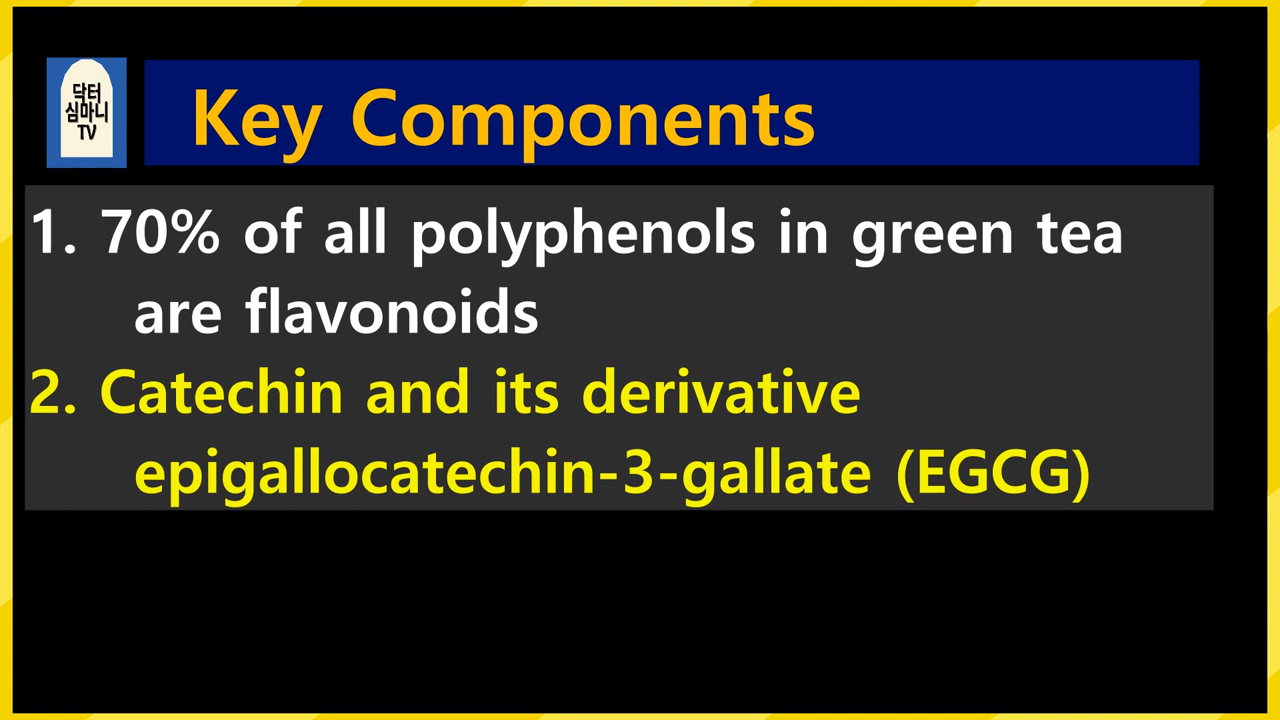 닥터
심마니
TV
Key Components
1. 70% of all polyphenols in green tea
are flavonoids
2. Catechin and its derivative
epigallocatechin-3-gallate (EGCG)